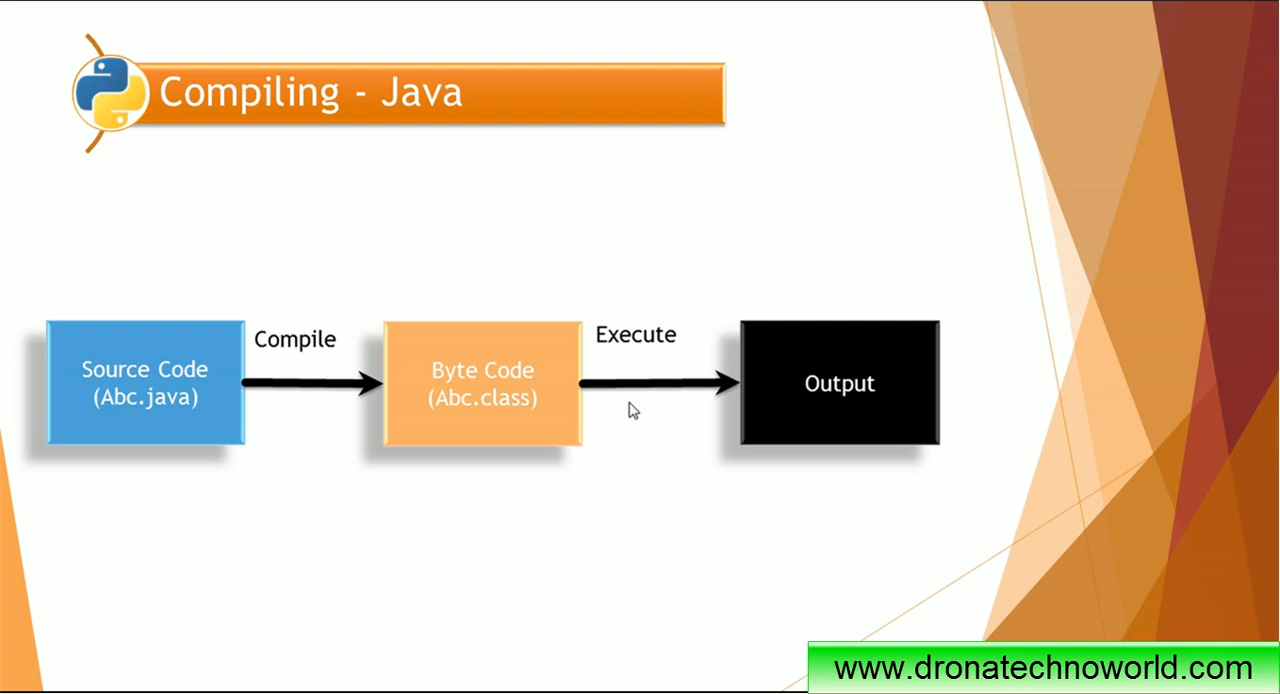 Compiling - Java
Source Code
(Abc.java)
Compile
Byte Code
(Abc.class)
Execute
Output
www.dronatechnoworld.com